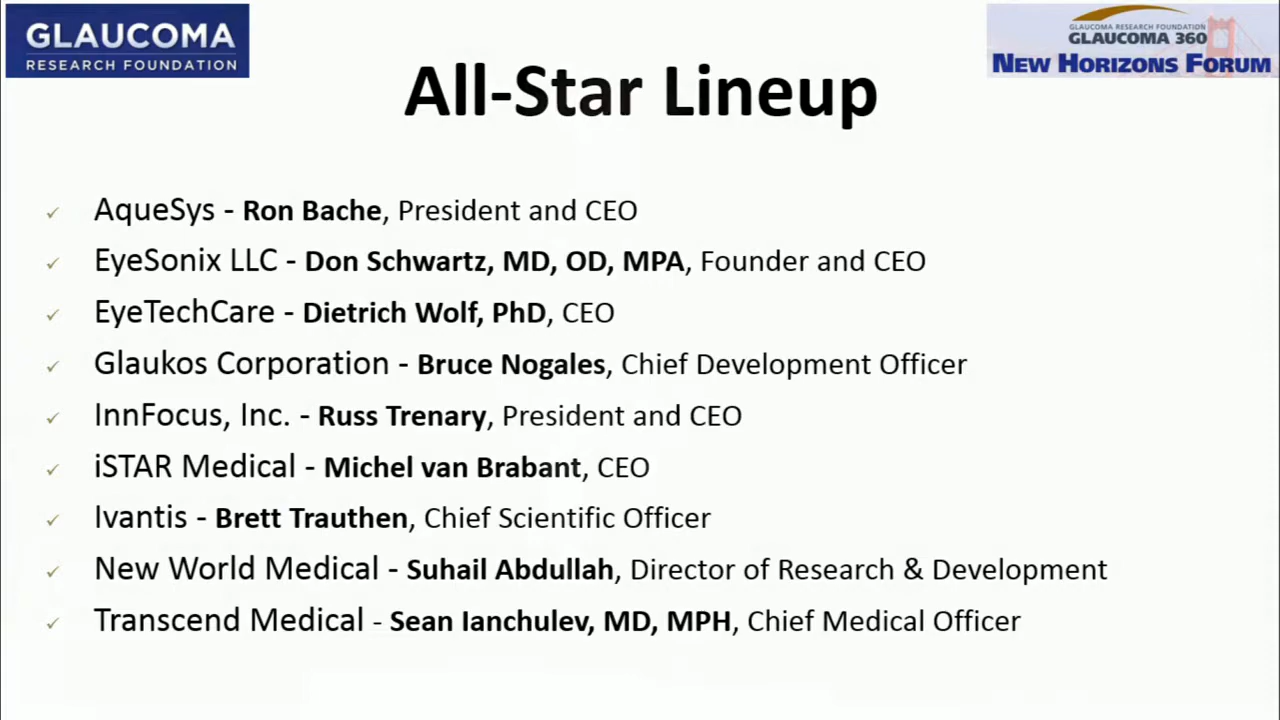 GLAUCOMA
RESEARCH FOUNDATION
GLAUCOMA RESEARCH FOUNDATION
GLAUCOMA 360
NEW HORIZONS FORUM
All-Star Lineup
✓ AqueSys - Ron Bache, President and CEO
✓ EyeSonix LLC - Don Schwartz, MD, OD, MPA, Founder and CEO
✓ EyeTechCare - Dietrich Wolf, PhD, CEO
✓ Glaukos Corporation - Bruce Nogales, Chief Development Officer
✓ InnFocus, Inc. - Russ Trenary, President and CEO
✓ iSTAR Medical - Michel van Brabant, CEO
✓ Ivantis - Brett Trauthen, Chief Scientific Officer
✓ New World Medical - Suhail Abdullah, Director of Research & Development
✓ Transcend Medical - Sean Ianchulev, MD, MPH, Chief Medical Officer